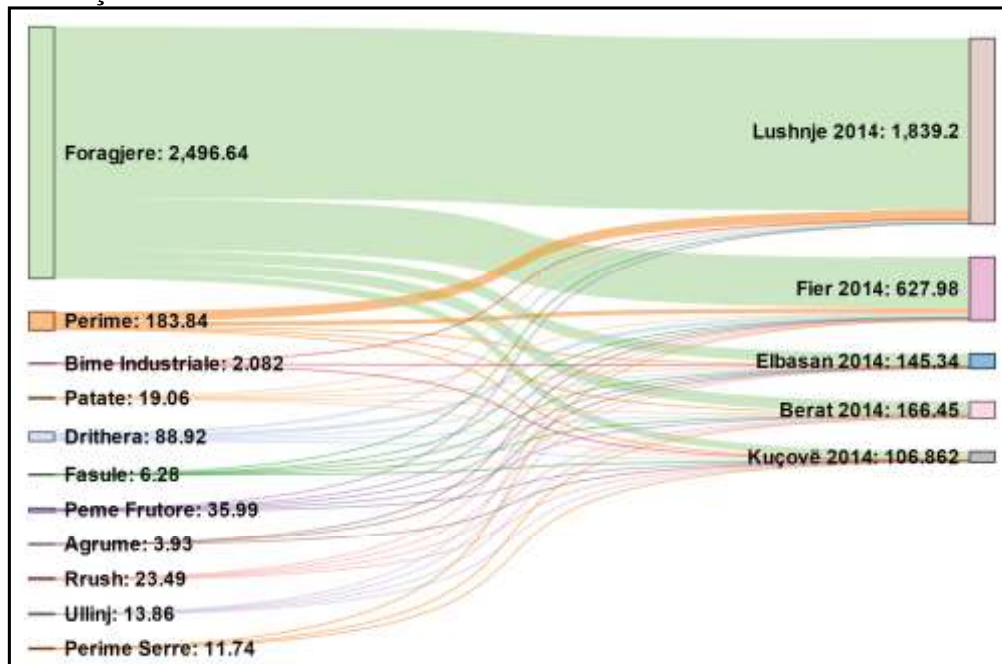 Foragjere: 2,496.64
Perime: 183.84
Bime Industriale: 2.082
Patate: 19.06
Drithera: 88.92
Fasule: 6.28
Peme Frutore: 35.99
Agrume: 3.93
Rrush: 23.49
Ullinj: 13.86
Perime Serre: 11.74
Lushnje 2014: 1,839.2
Fier 2014: 627.98
Elbasan 2014: 145.34
Berat 2014: 166.45
Kuçovë 2014: 106.862